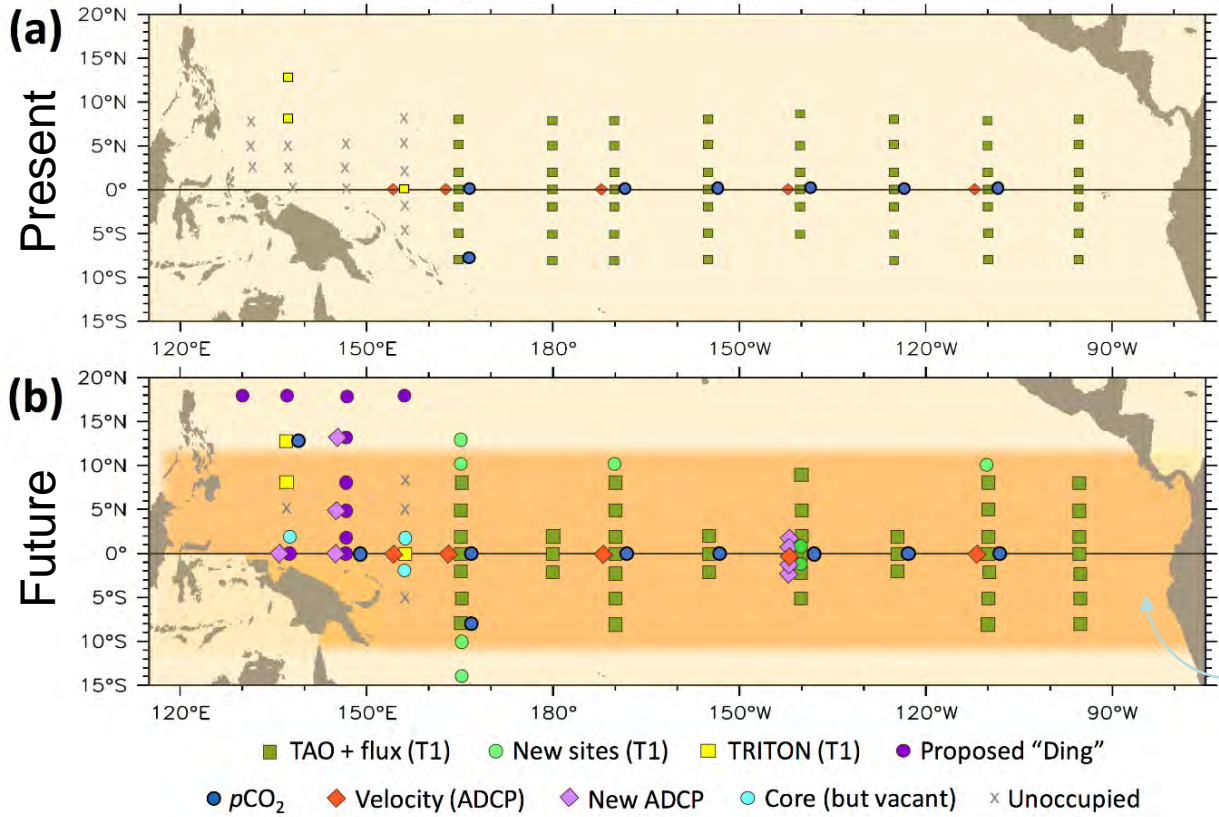 (a)
Present
20°N
15°N
10°N
5°N
0°
5°S
10°S
15°S
120°E 150°E 180° 150°W 120°W 90°W
x x x x x x x x x x x x x x x
(b)
Future
20°N
15°N
10°N
5°N
0°
5°S
10°S
15°S
x x x x
120°E 150°E 180° 150°W 120°W 90°W
TAO + flux (T1) New sites (T1) TRITON (T1) Proposed “Ding”
pCO₂ Velocity (ADCP) New ADCP Core (but vacant) x Unoccupied